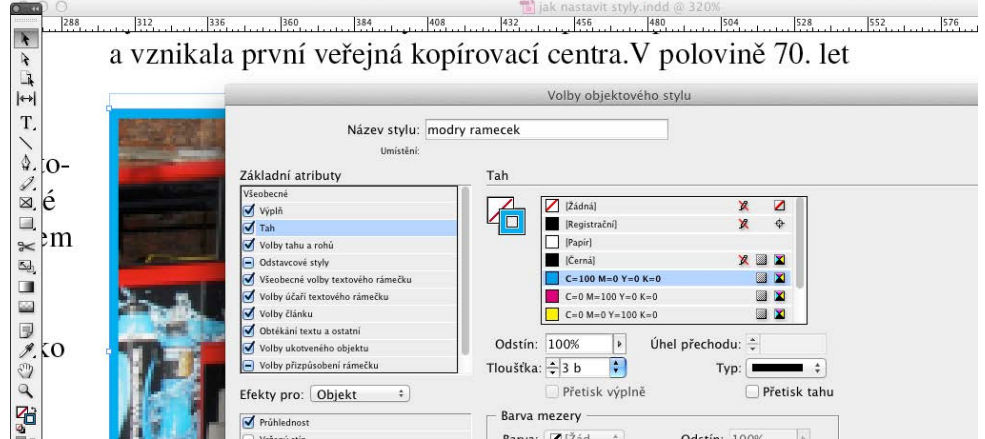 jak nastavit styly.indd @ 320%
288 312 336 360 384 408 432 456 480 504 528 552 576
a vznikala první veřejná kopírovací centra.V polovině 70. let
Volby objektového stylu
Název stylu: modry ramecek
Umístění:
Základní atributy
Tah
Všeobecné
Výplň
Tah
Volby tahu a rohů
Odstavcové styly
Všeobecné volby textového rámečku
Volby účaří textového rámečku
Volby článku
Obtékání textu a ostatní
Volby ukotveného objektu
Volby přizpůsobení rámečku
[Žádná]
[Registrační]
[Papír]
[Černá]
C=100 M=0 Y=0 K=0
C=0 M=100 Y=0 K=0
C=0 M=0 Y=100 K=0
Odstín: 100% Úhel přechodu:
Tloušťka: 3 b Typ:
Přetisk výplně Přetisk tahu
Efekty pro: Objekt
Průhlednost
Barva mezery
Odstín: 100%
to-
é
em
ko